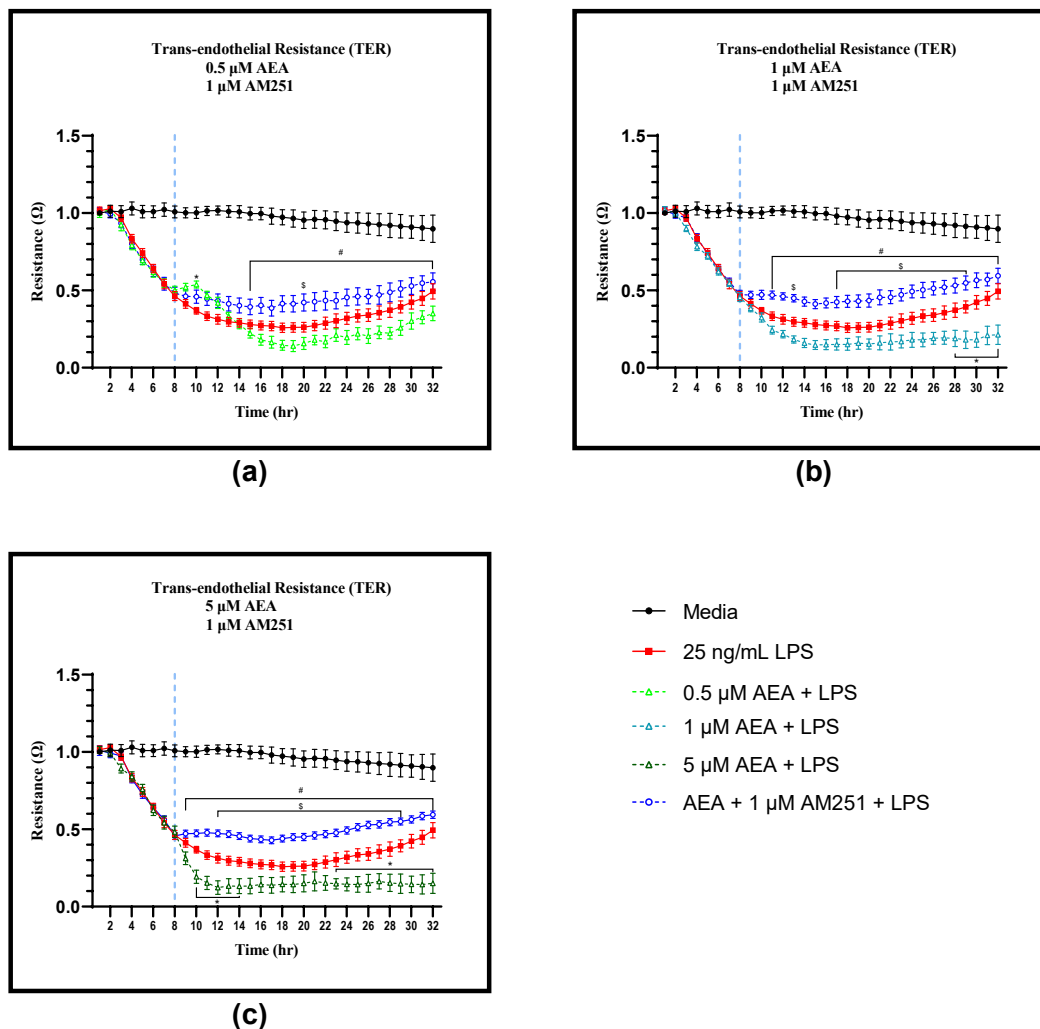 Trans-endothelial Resistance (TER)
0.5 µM AEA
1 µM AM251
1.5
1.0
0.5
0.0
Resistance (Ω)
*
#
$
2 4 6 8 10 12 14 16 18 20 22 24 26 28 30 32
Time (hr)
(a)
Trans-endothelial Resistance (TER)
1 µM AEA
1 µM AM251
1.5
1.0
0.5
0.0
Resistance (Ω)
#
$
$
*
2 4 6 8 10 12 14 16 18 20 22 24 26 28 30 32
Time (hr)
(b)
Trans-endothelial Resistance (TER)
5 µM AEA
1 µM AM251
1.5
1.0
0.5
0.0
Resistance (Ω)
#
$
*
*
2 4 6 8 10 12 14 16 18 20 22 24 26 28 30 32
Time (hr)
(c)
Media
25 ng/mL LPS
0.5 µM AEA + LPS
1 µM AEA + LPS
5 µM AEA + LPS
AEA + 1 µM AM251 + LPS